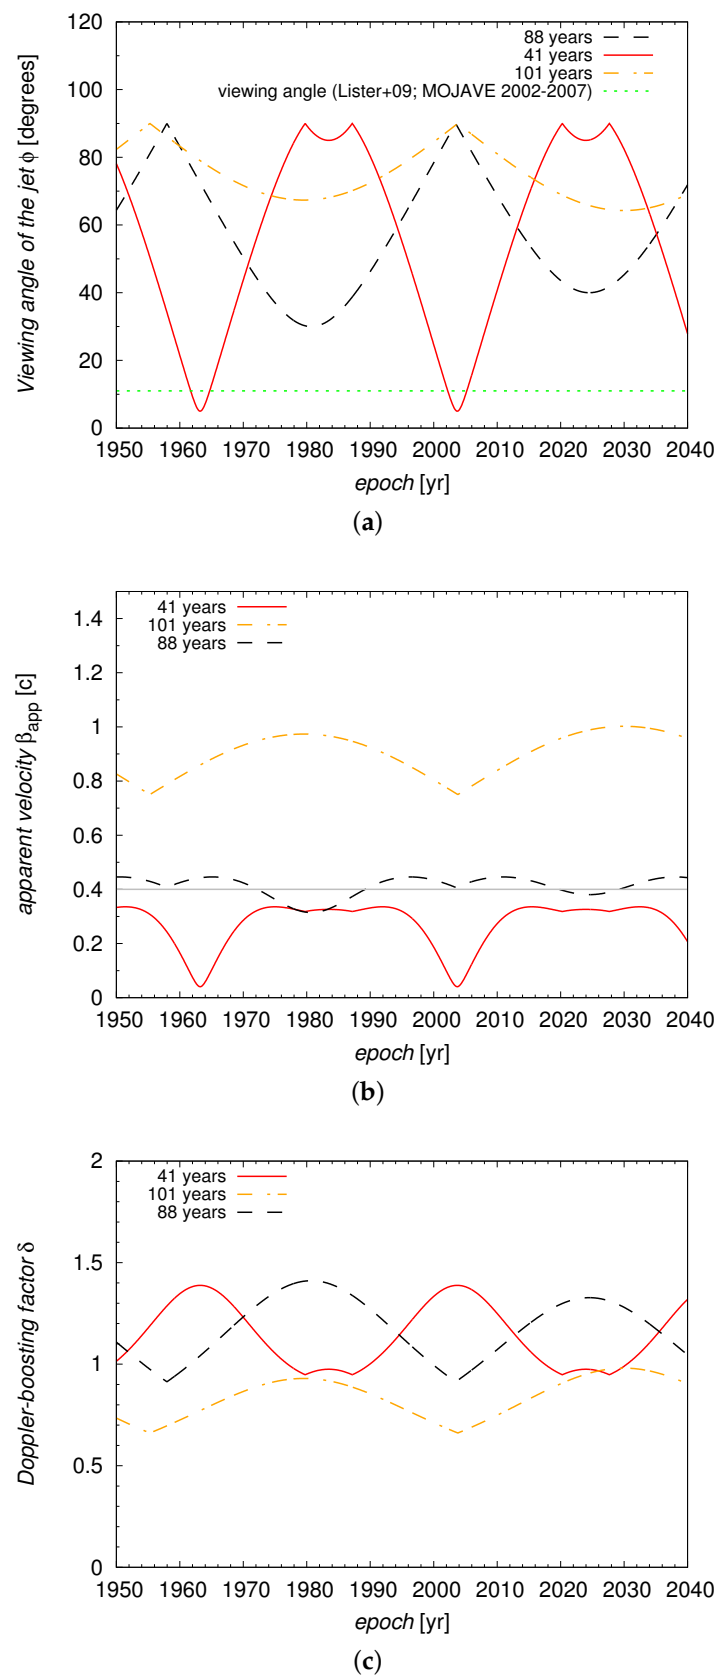 120
100
80
60
40
20
0
Viewing angle of the jet ϕ [degrees]
88 years
41 years
101 years
viewing angle (Lister+09; MOJAVE 2002-2007)
1950 1960 1970 1980 1990 2000 2010 2020 2030 2040
epoch [yr]
(a)
1.4
1.2
1
0.8
0.6
0.4
0.2
0
apparent velocity βapp [c]
41 years
101 years
88 years
1950 1960 1970 1980 1990 2000 2010 2020 2030 2040
epoch [yr]
(b)
2
1.5
1
0.5
0
Doppler-boosting factor δ
41 years
101 years
88 years
1950 1960 1970 1980 1990 2000 2010 2020 2030 2040
epoch [yr]
(c)